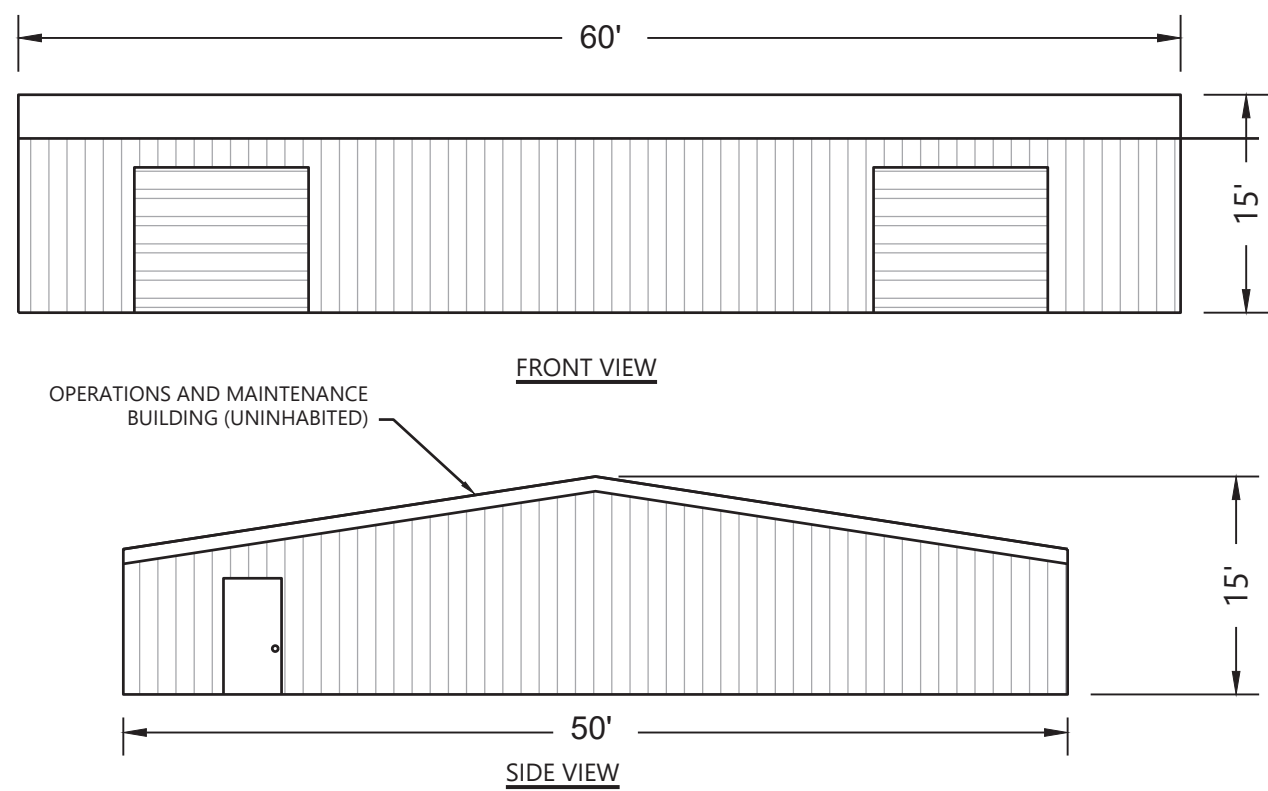 60'
15'
FRONT VIEW
OPERATIONS AND MAINTENANCE
BUILDING (UNINHABITED)
15'
50'
SIDE VIEW